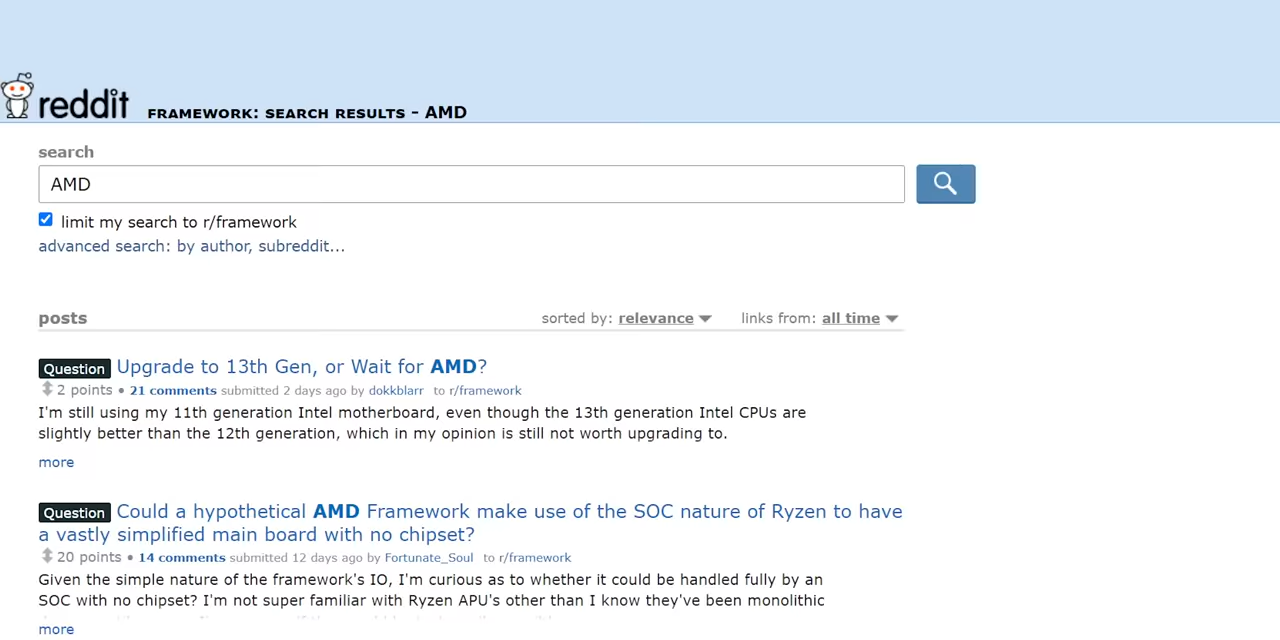 reddit FRAMEWORK: SEARCH RESULTS - AMD
search
AMD
limit my search to r/framework
advanced search: by author, subreddit...
posts sorted by: relevance links from: all time
Question Upgrade to 13th Gen, or Wait for AMD?
2 points • 21 comments submitted 2 days ago by dokkblarr to r/framework
I'm still using my 11th generation Intel motherboard, even though the 13th generation Intel CPUs are
slightly better than the 12th generation, which in my opinion is still not worth upgrading to.
more
Question Could a hypothetical AMD Framework make use of the SOC nature of Ryzen to have
a vastly simplified main board with no chipset?
20 points • 14 comments submitted 12 days ago by Fortunate_Soul to r/framework
Given the simple nature of the framework's IO, I'm curious as to whether it could be handled fully by an
SOC with no chipset? I'm not super familiar with Ryzen APU's other than I know they've been monolithic
more